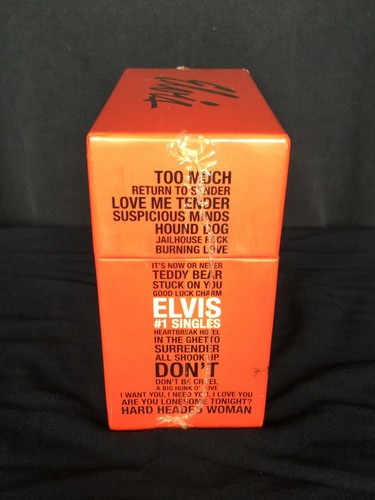 TOO MUCH
RETURN TO SENDER
LOVE ME TENDER
SUSPICIOUS MINDS
HOUND DOG
JAILHOUSE ROCK
BURNING LOVE
IT'S NOW OR NEVER
TEDDY BEAR
STUCK ON YOU
GOOD LUCK CHARM
ELVIS
#1 SINGLES
HEARTBREAK HOTEL
IN THE GHETTO
SURRENDER
ALL SHOOK UP
DON'T
DON'T BE CRUEL
A BIG HUNK O' LOVE
I WANT YOU, I NEED YOU, I LOVE YOU
ARE YOU LONESOME TONIGHT?
HARD HEADED WOMAN